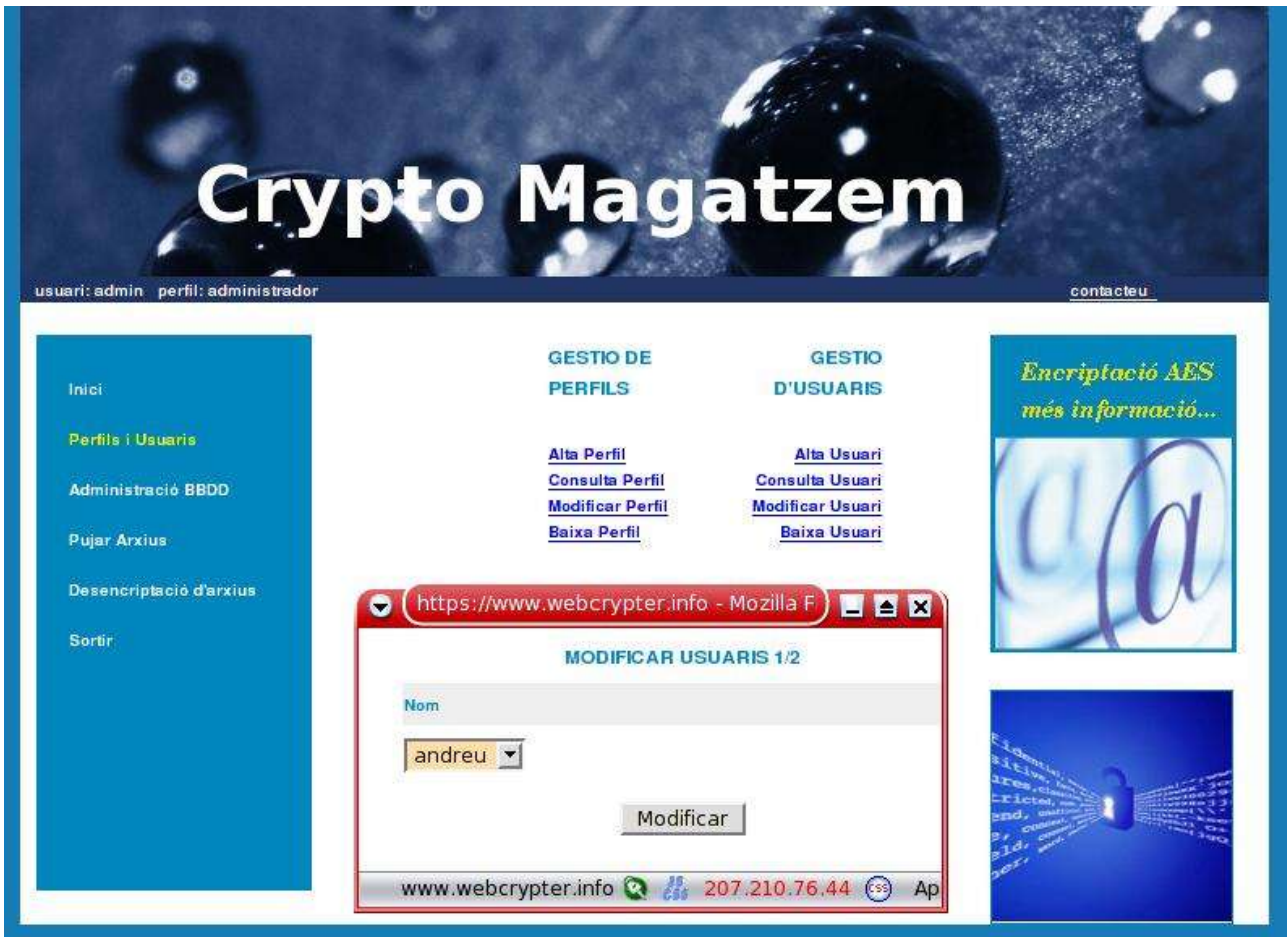 Crypto Magatzem
usuari: admin perfil: administrador
contacteu
Inici
Perfils i Usuaris
Administració BBDD
Pujar Arxius
Desencriptació d'arxius
Sortir
GESTIO DE
PERFILS
Alta Perfil
Consulta Perfil
Modificar Perfil
Baixa Perfil
GESTIO
D'USUARIS
Alta Usuari
Consulta Usuari
Modificar Usuari
Baixa Usuari
https://www.webcrypter.info - Mozilla F
MODIFICAR USUARIS 1/2
Nom
andreu
Modificar
www.webcrypter.info
207.210.76.44
css
Ap
Encriptació AES
més informació...
@